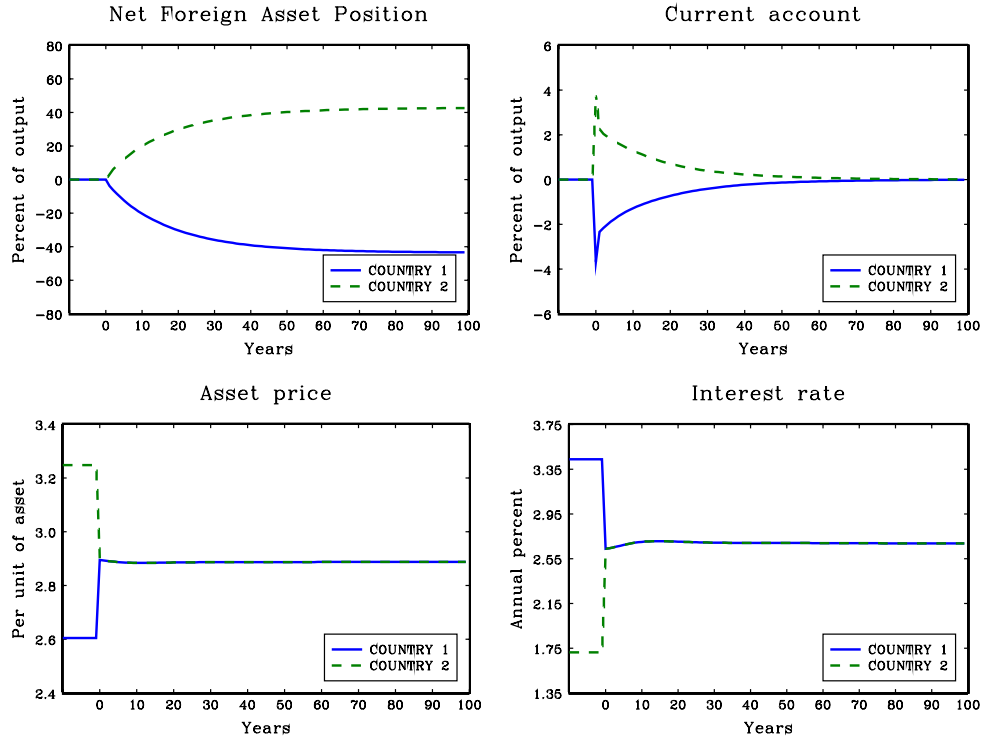 Net Foreign Asset Position
Percent of output
80
60
40
20
0
-20
-40
-60
-80
0 10 20 30 40 50 60 70 80 90 100
Years
COUNTRY 1
COUNTRY 2
Current account
Percent of output
6
4
2
0
-2
-4
-6
0 10 20 30 40 50 60 70 80 90 100
Years
COUNTRY 1
COUNTRY 2
Asset price
Per unit of asset
3.4
3.2
3.0
2.8
2.6
2.4
0 10 20 30 40 50 60 70 80 90 100
Years
COUNTRY 1
COUNTRY 2
Interest rate
Annual percent
3.75
3.35
2.95
2.55
2.15
1.75
1.35
0 10 20 30 40 50 60 70 80 90 100
Years
COUNTRY 1
COUNTRY 2